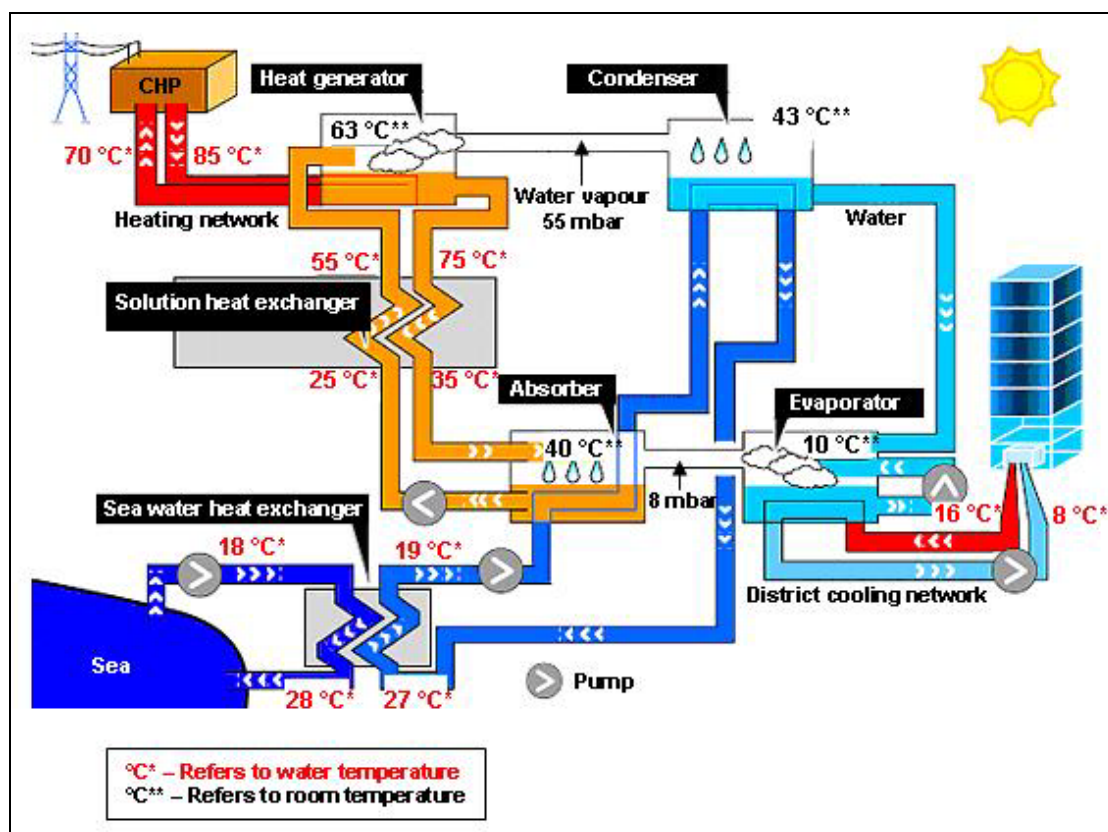 CHP
Heat generator
Condenser
63 °C**
43 °C**
70 °C*
85 °C*
Heating network
Water vapour
55 mbar
Water
55 °C*
75 °C*
Solution heat exchanger
25 °C*
35 °C*
Absorber
Evaporator
40 °C**
10 °C**
8 mbar
Sea water heat exchanger
18 °C*
19 °C*
16 °C*
8 °C*
District cooling network
Sea
28 °C*
27 °C*
Pump
°C* – Refers to water temperature
°C** – Refers to room temperature